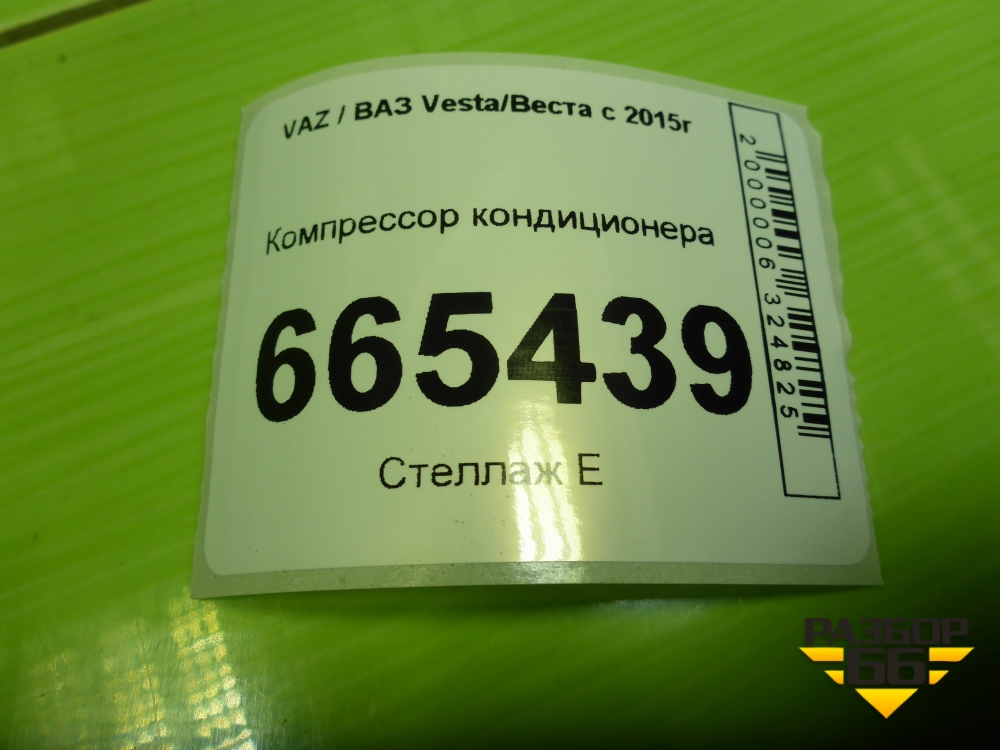 VAZ / ВАЗ Vesta/Веста с 2015г
Компрессор кондиционера
665439
Стеллаж Е
2000006324825
РАЗБОР
66